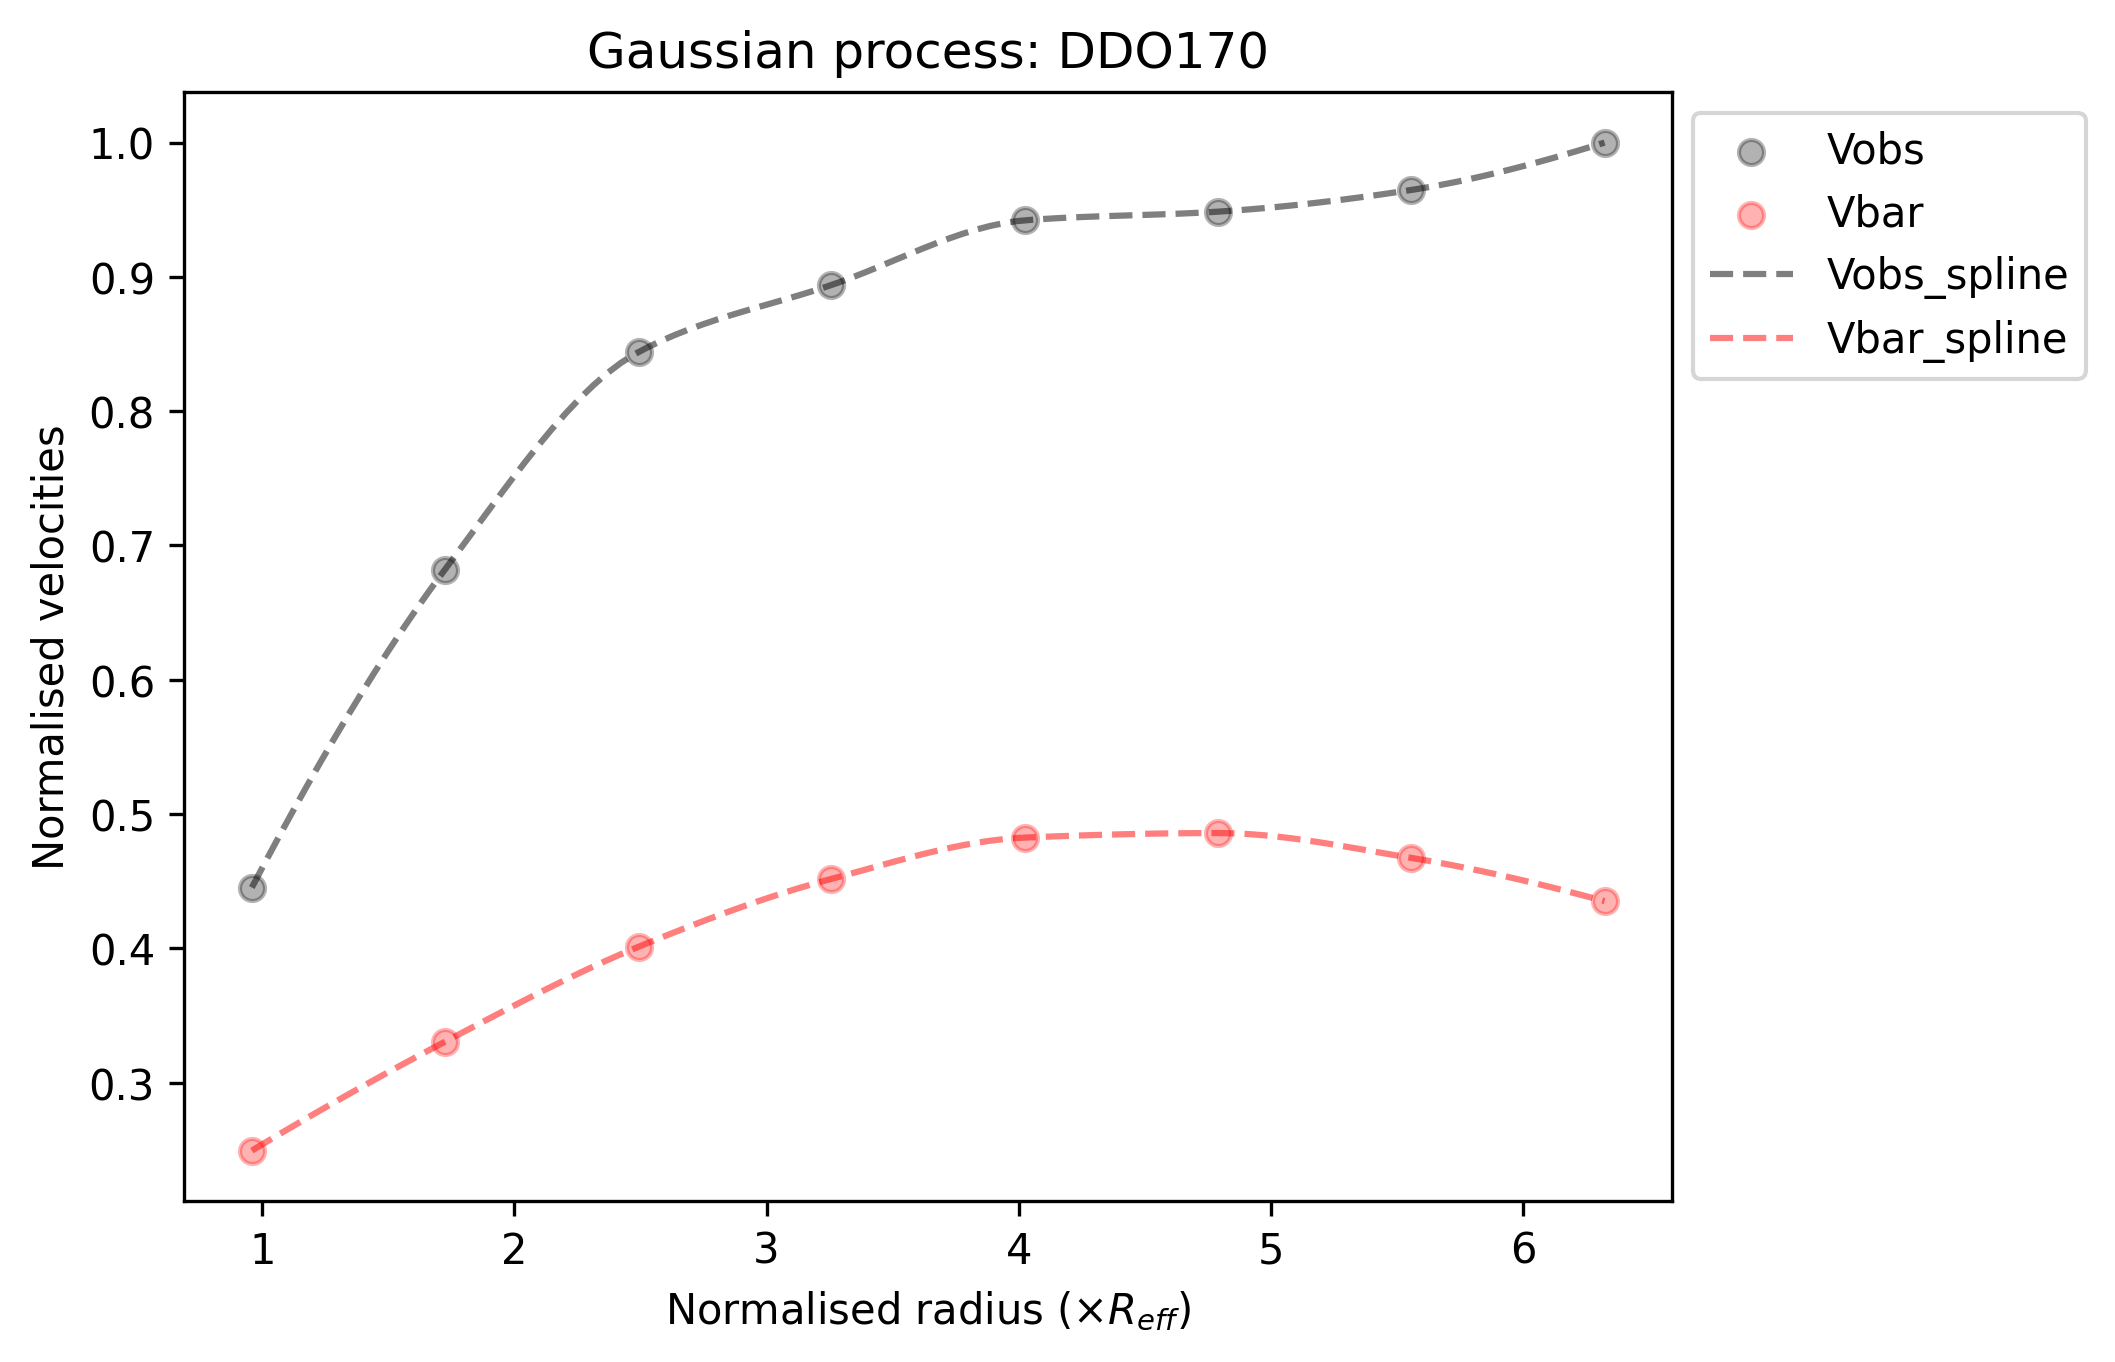 Gaussian process: DDO170
Normalised velocities
1.0
0.9
0.8
0.7
0.6
0.5
0.4
0.3
1 2 3 4 5 6
Normalised radius (×R_eff)
Vobs
Vbar
Vobs_spline
Vbar_spline